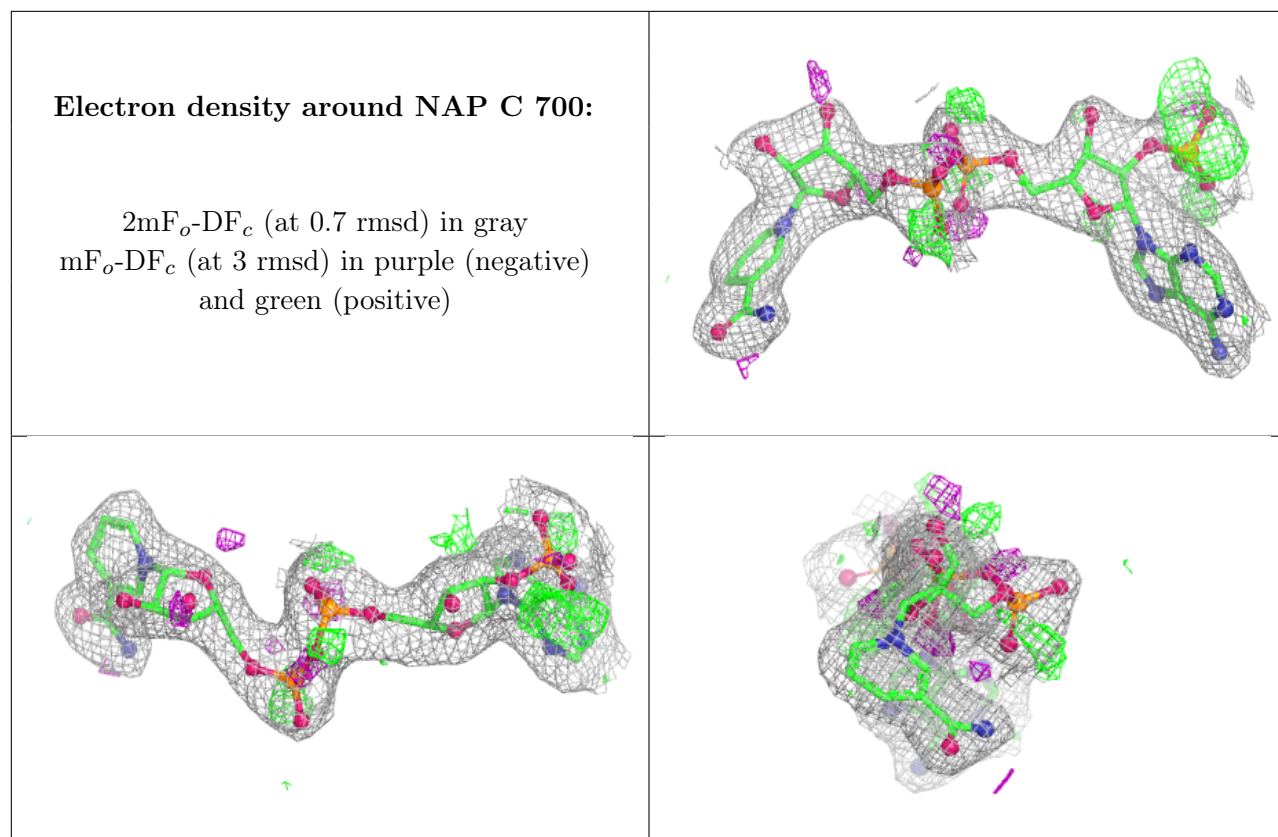 Electron density around NAP C 700:
2mFo-DFc (at 0.7 rmsd) in gray
mFo-DFc (at 3 rmsd) in purple (negative)
and green (positive)